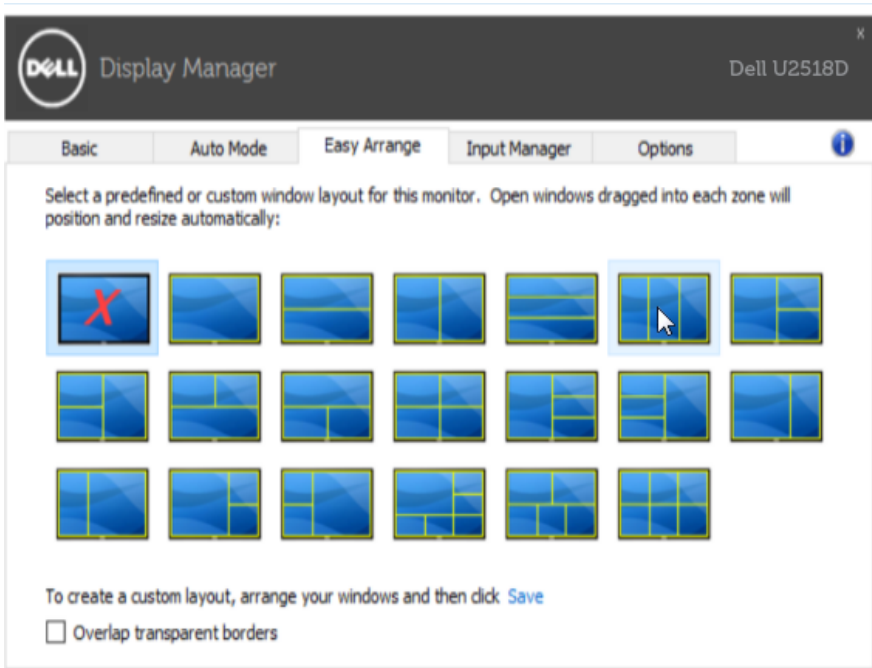 x
DELL Display Manager
Dell U2518D
Basic Auto Mode Easy Arrange Input Manager Options i
Select a predefined or custom window layout for this monitor. Open windows dragged into each zone will
position and resize automatically:
X
To create a custom layout, arrange your windows and then click Save
Overlap transparent borders